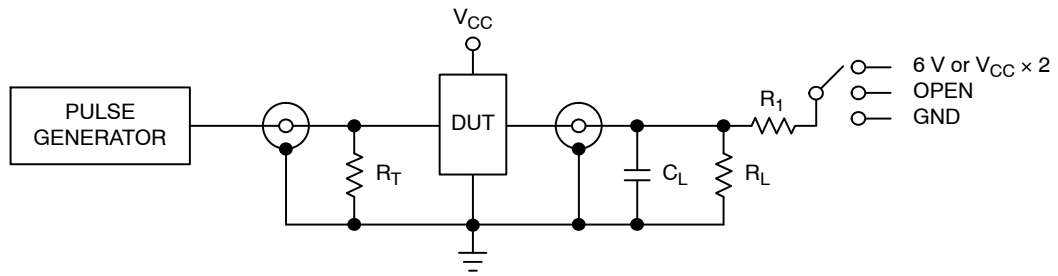 V_CC
PULSE
GENERATOR
R_T
DUT
C_L
R_L
R_1
6 V or V_CC × 2
OPEN
GND